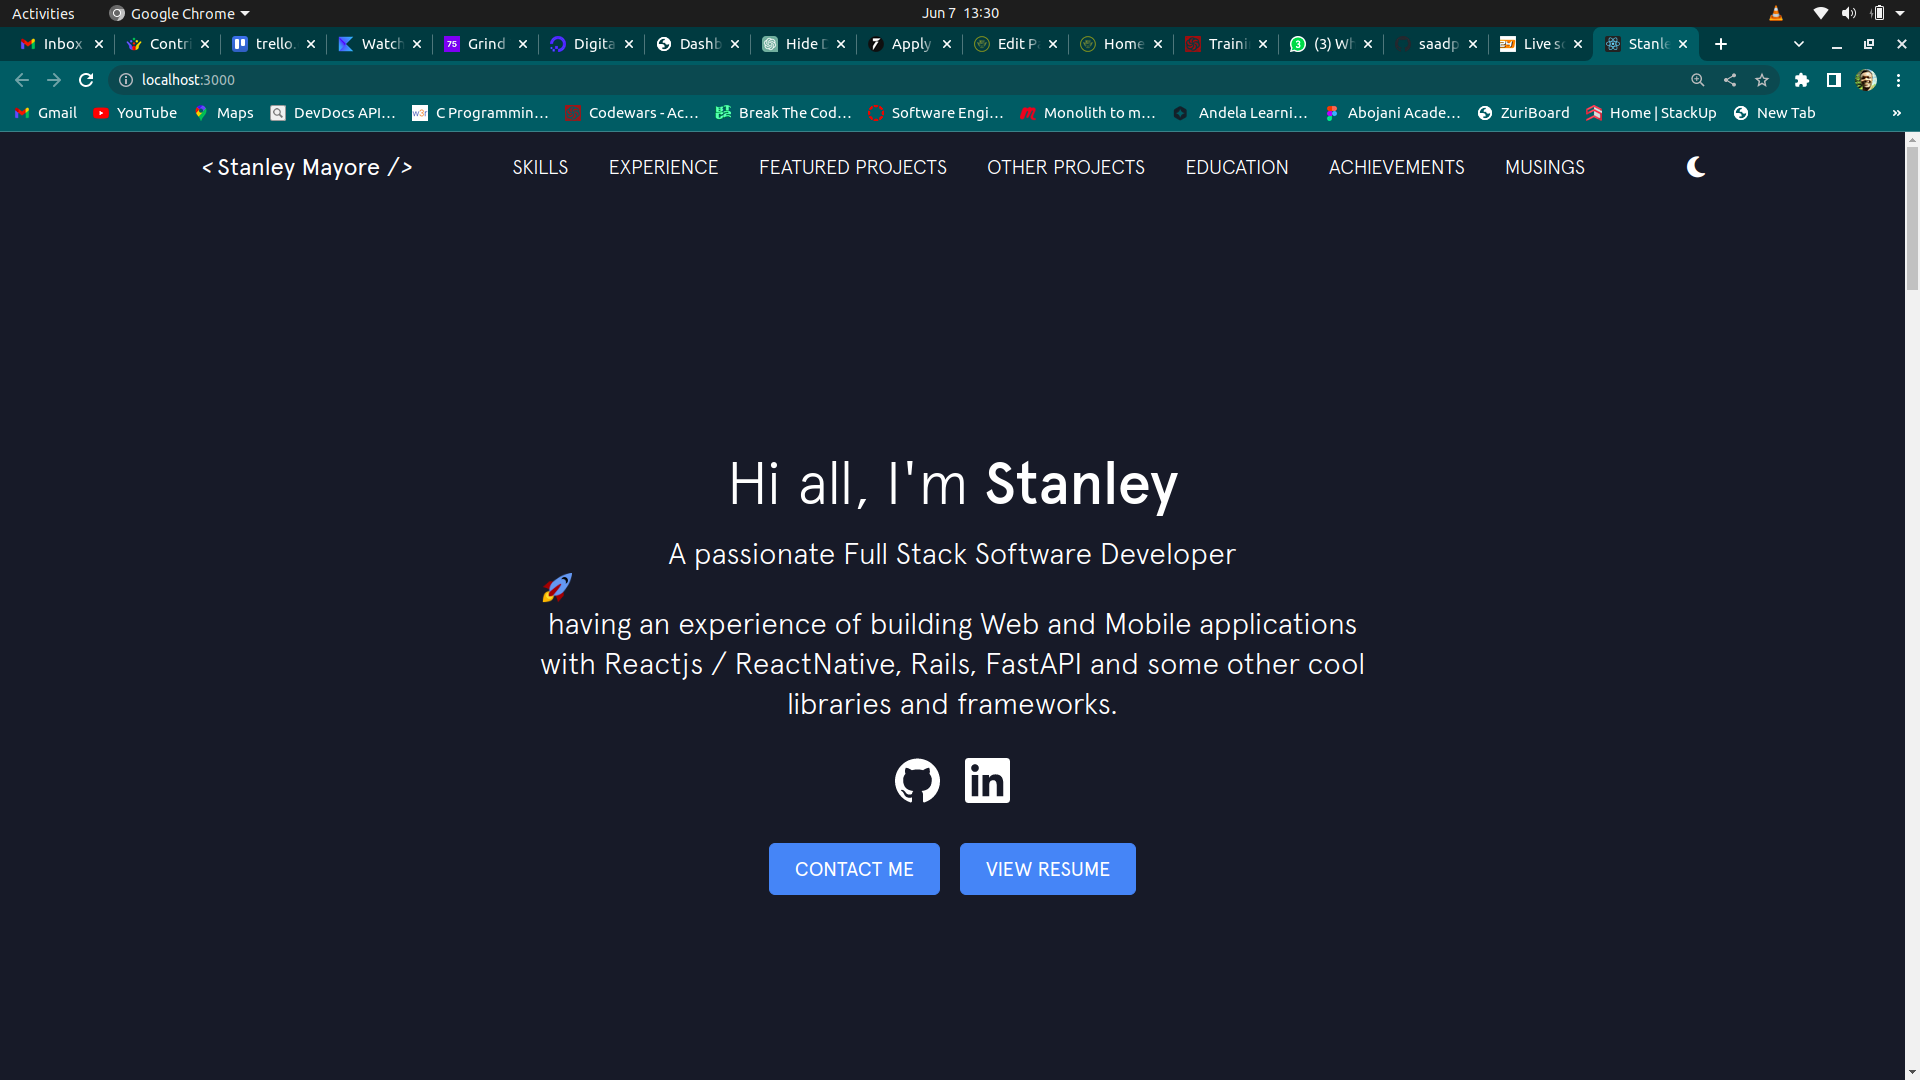 Activities Google Chrome Jun 7 13:30
Inbox Contri trello. Watch Grind Digita Dashb Hide D Apply Edit Pa Home Traini (3) Wh saadp Live sc Stanle
localhost:3000
Gmail YouTube Maps DevDocs API... C Programmin... Codewars - Ac... Break The Cod... Software Engi... Monolith to m... Andela Learni... Abojani Acade... ZuriBoard Home | StackUp New Tab »
< Stanley Mayore /> SKILLS EXPERIENCE FEATURED PROJECTS OTHER PROJECTS EDUCATION ACHIEVEMENTS MUSINGS
Hi all, I'm Stanley
A passionate Full Stack Software Developer
🚀
having an experience of building Web and Mobile applications
with Reactjs / ReactNative, Rails, FastAPI and some other cool
libraries and frameworks.
in
CONTACT ME VIEW RESUME